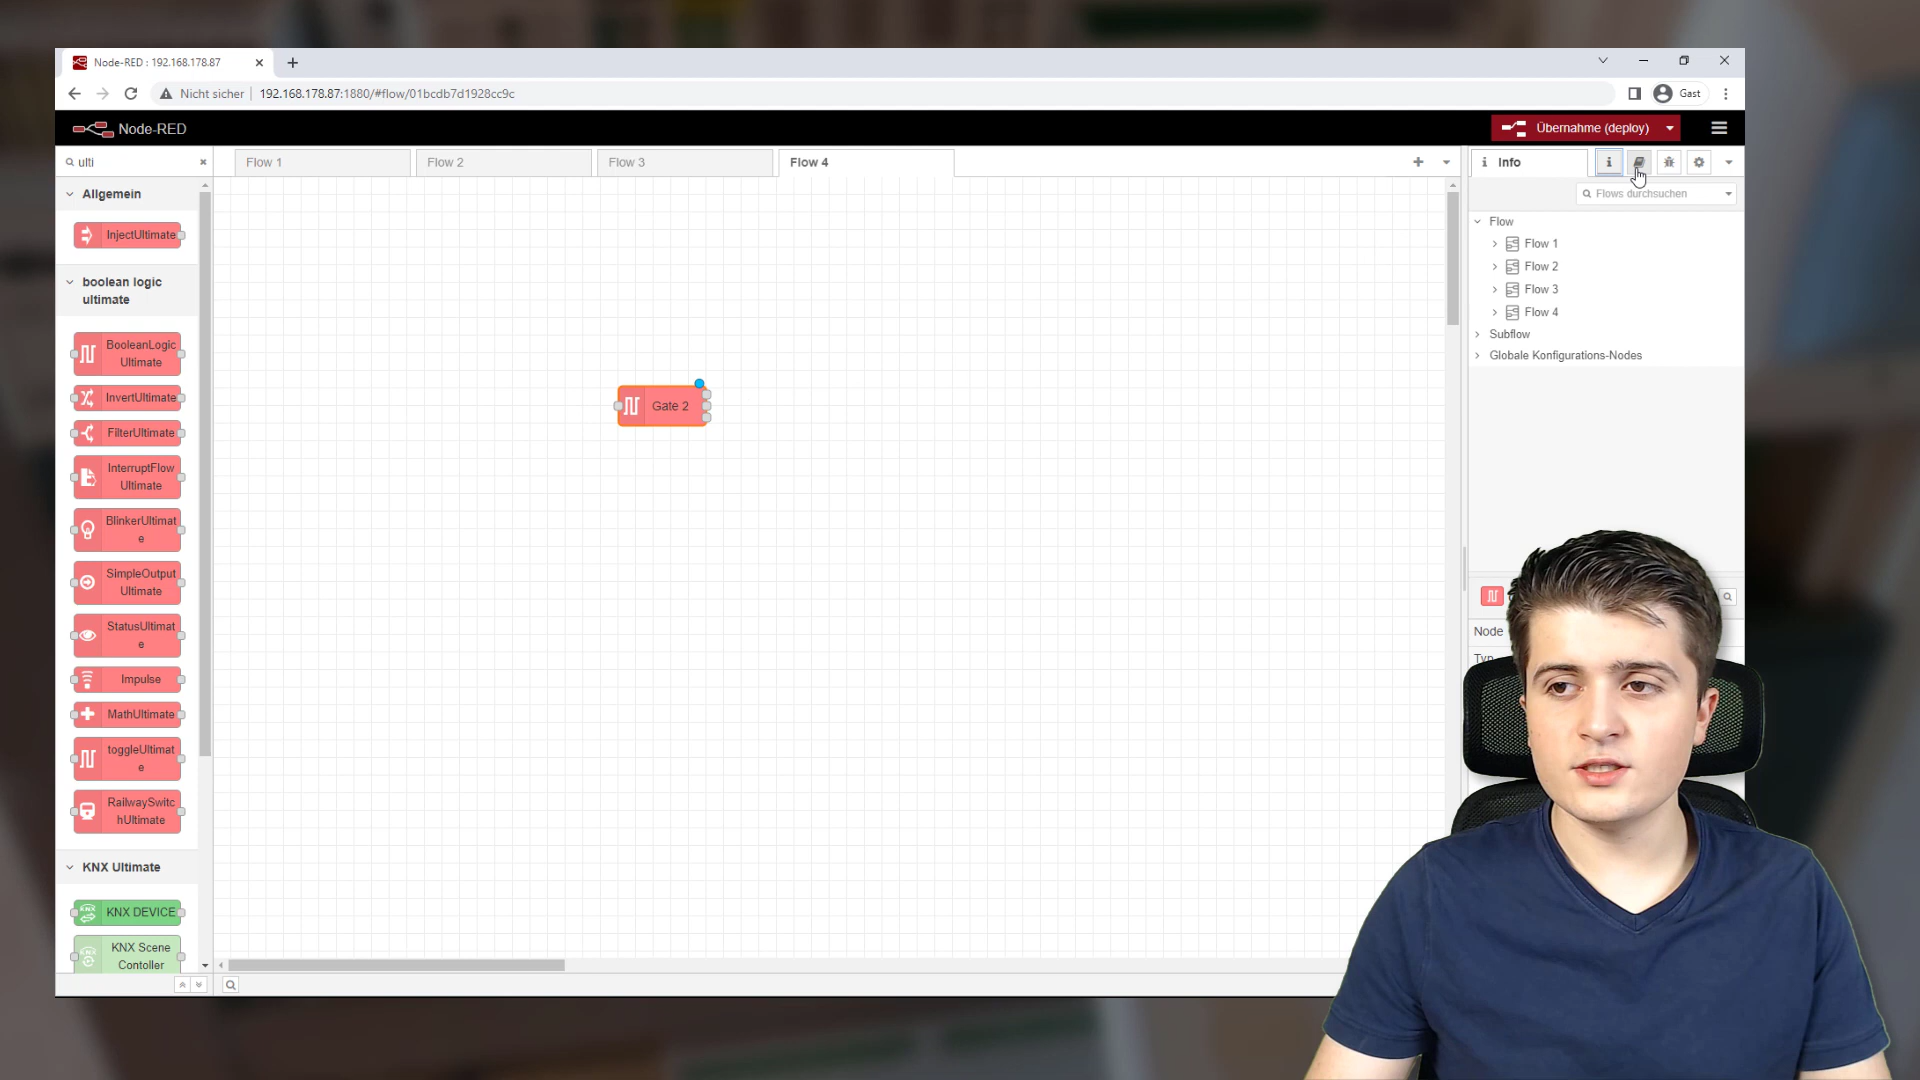 Node-RED : 192.168.178.87
Nicht sicher
192.168.178.87:1880/#flow/01bcdb7d1928cc9c
Gast
Node-RED
Übernahme (deploy)
ulti
Flow 1
Flow 2
Flow 3
Flow 4
Info
Flows durchsuchen
Allgemein
InjectUltimate
boolean logic
ultimate
BooleanLogic
Ultimate
InvertUltimate
FilterUltimate
InterruptFlow
Ultimate
BlinkerUltimat
e
SimpleOutput
Ultimate
StatusUltimat
e
Impulse
MathUltimate
toggleUltimat
e
RailwaySwitc
hUltimate
KNX Ultimate
KNX DEVICE
KNX Scene
Contoller
Gate 2
Flow
Flow 1
Flow 2
Flow 3
Flow 4
Subflow
Globale Konfigurations-Nodes
Node
Typ